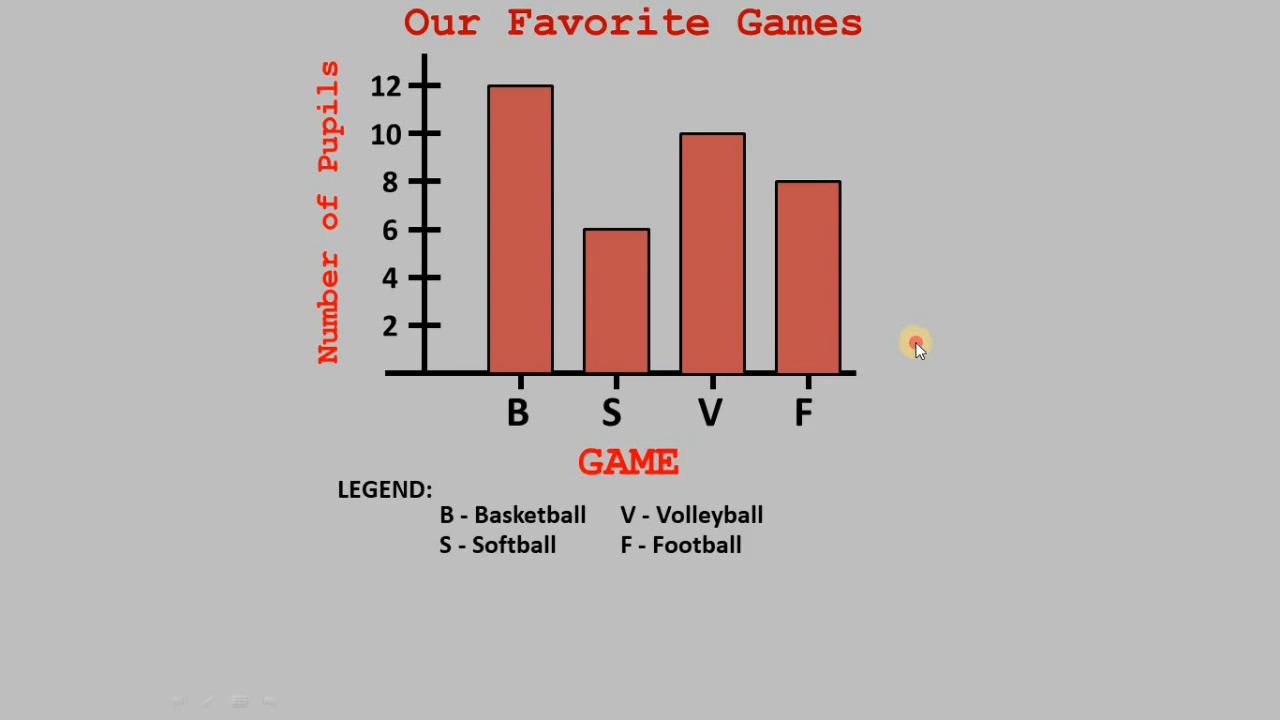 Our Favorite Games
Number of Pupils
12
10
8
6
4
2
B S V F
GAME
LEGEND:
B - Basketball V - Volleyball
S - Softball F - Football